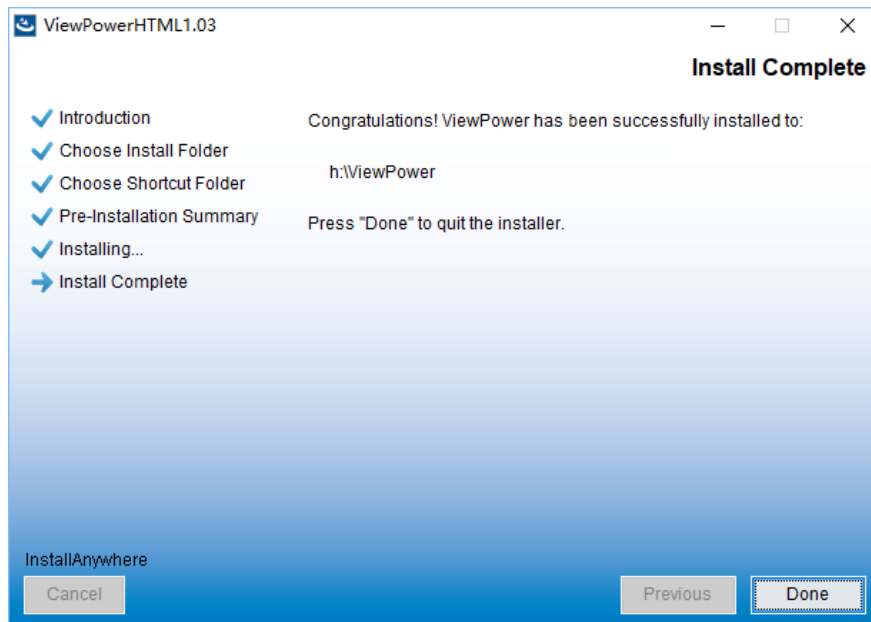 ViewPowerHTML1.03
Install Complete
Introduction
Choose Install Folder
Choose Shortcut Folder
Pre-Installation Summary
Installing...
Install Complete
Congratulations! ViewPower has been successfully installed to:
h:\ViewPower
Press "Done" to quit the installer.
InstallAnywhere
Cancel
Previous
Done